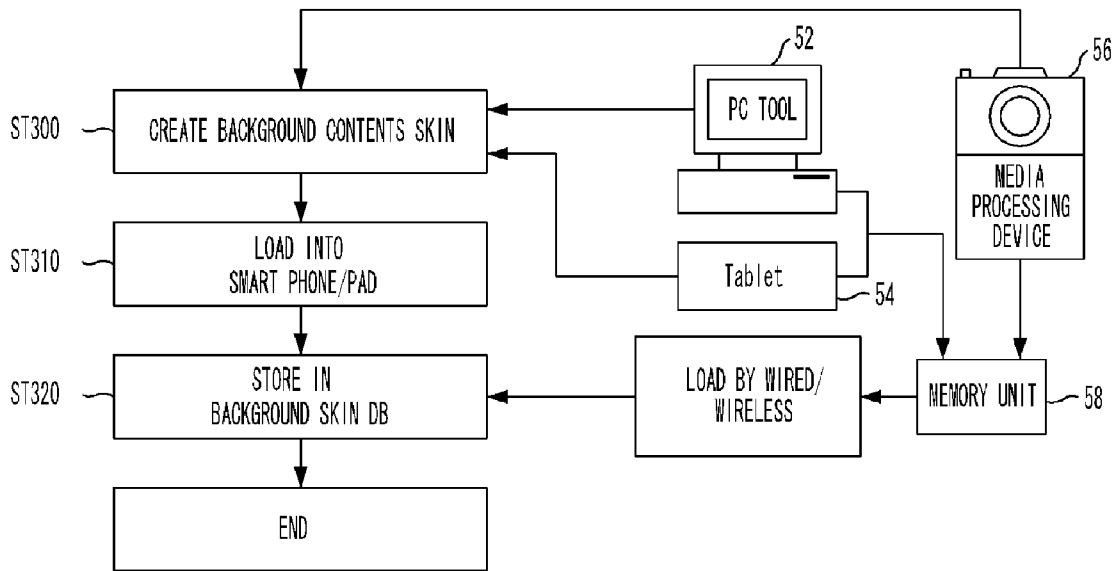 52
56
PC TOOL
ST300
CREATE BACKGROUND CONTENTS SKIN
MEDIA
PROCESSING
DEVICE
ST310
LOAD INTO
SMART PHONE/PAD
Tablet
54
ST320
STORE IN
BACKGROUND SKIN DB
LOAD BY WIRED/
WIRELESS
MEMORY UNIT
58
END